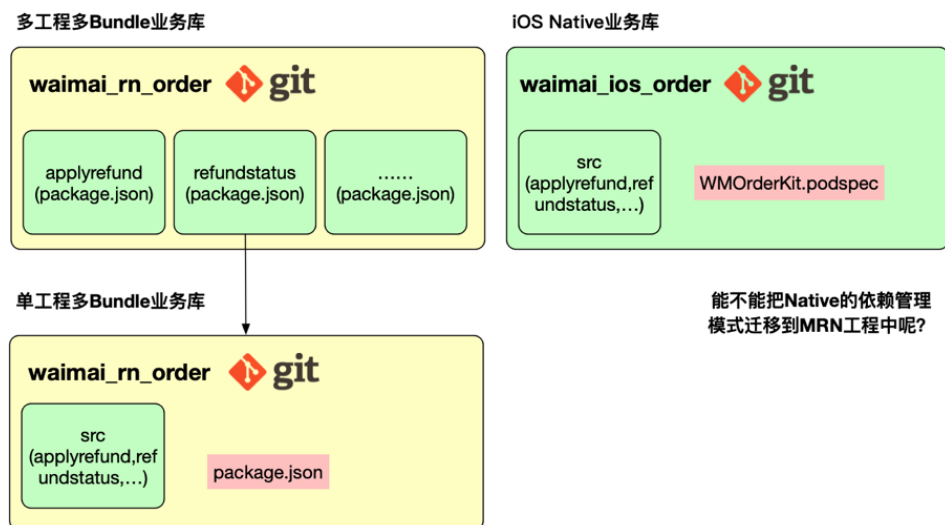 多工程多Bundle业务库
waimai_rn_order git
applyrefund
(package.json)
refundstatus
(package.json)
……
(package.json)
iOS Native业务库
waimai_ios_order git
src
(applyrefund,ref
undstatus,…)
WMOrderKit.podspec
单工程多Bundle业务库
waimai_rn_order git
src
(applyrefund,ref
undstatus,…)
package.json
能不能把Native的依赖管理
模式迁移到MRN工程中呢?